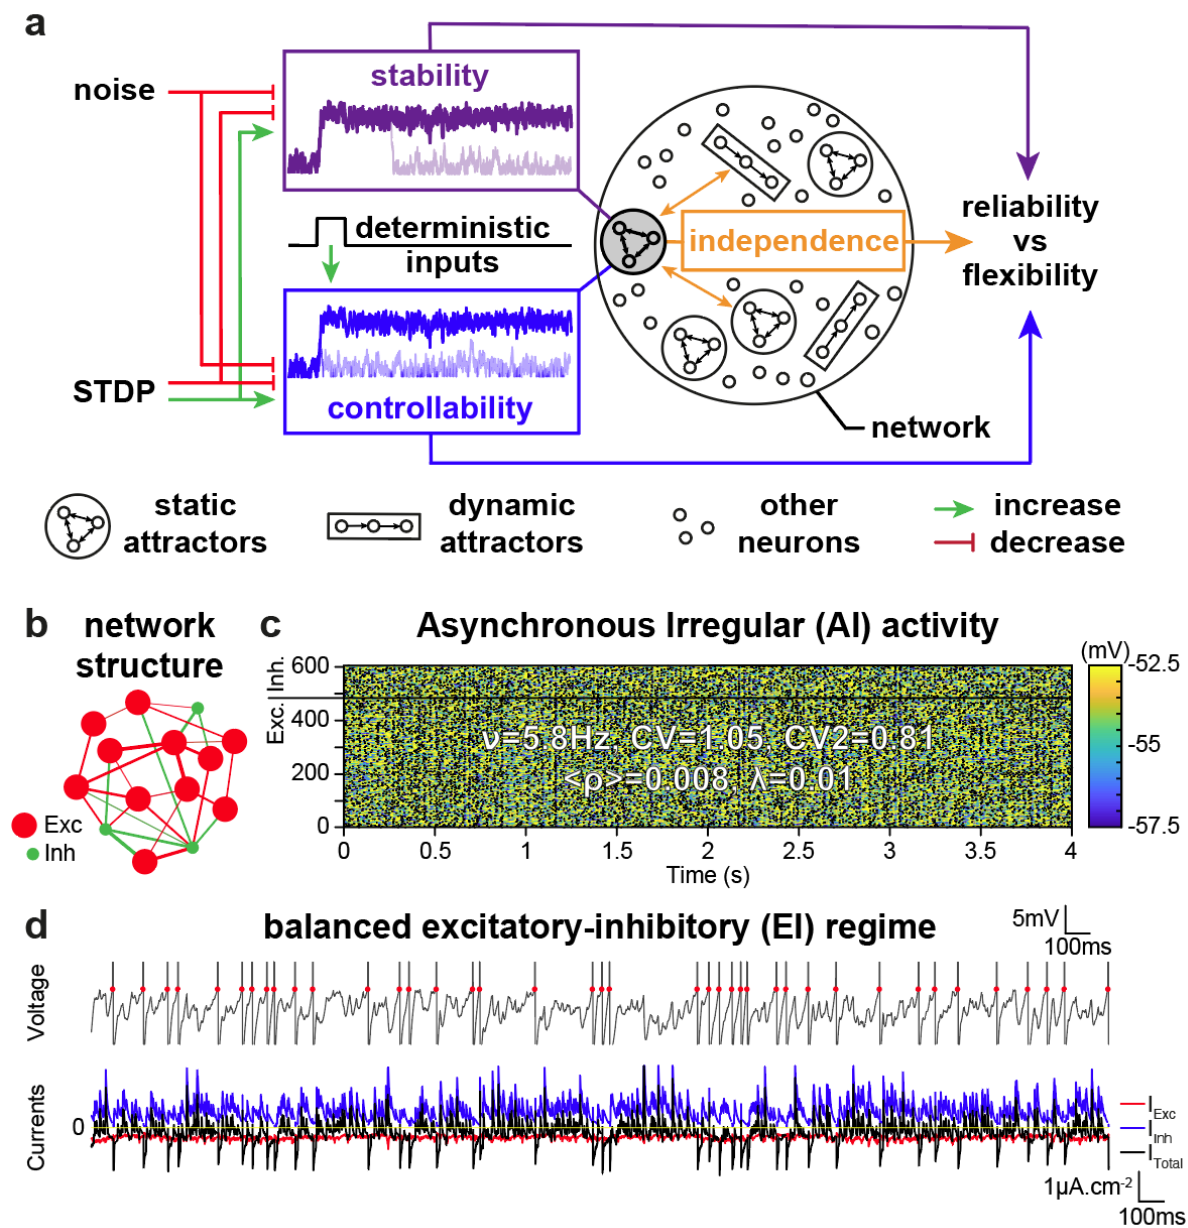 a
stability
noise
deterministic
inputs
independence
reliability
vs
flexibility
STDP
controllability
network
static
attractors
dynamic
attractors
other
neurons
increase
decrease
b
network
structure
Exc
Inh
c
Asynchronous Irregular (AI) activity
(mV)
Inh.
Exc.
600
400
200
0
ν=5.8Hz, CV=1.05, CV2=0.81
<ρ>=0.008, λ=0.01
-52.5
-55
-57.5
0 0.5 1 1.5 2 2.5 3 3.5 4
Time (s)
d
balanced excitatory-inhibitory (EI) regime
5mV
100ms
Voltage
Currents
0
I Exc
I Inh
I Total
1µA.cm-2
100ms